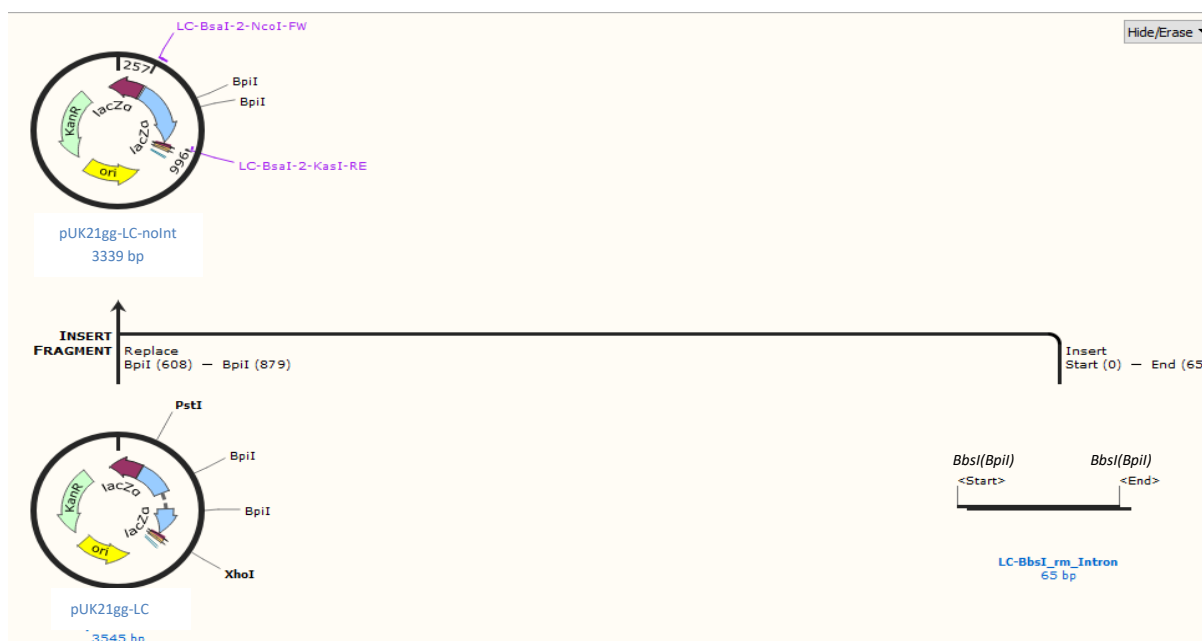 LC-BsaI-2-NcoI-FW
Hide/Erase
257
BpiI
BpiI
lacZα
KanR
lacZα
996
LC-BsaI-2-KasI-RE
ori
pUK21gg-LC-noInt
3339 bp
INSERT
FRAGMENT
Replace
BpiI (608) — BpiI (879)
Insert
Start (0) — End (65
PstI
BpiI
lacZα
KanR
BpiI
lacZα
ori
XhoI
BbsI(BpiI) BbsI(BpiI)
<Start> <End>
LC-BbsI_rm_Intron
65 bp
pUK21gg-LC
3545 bp